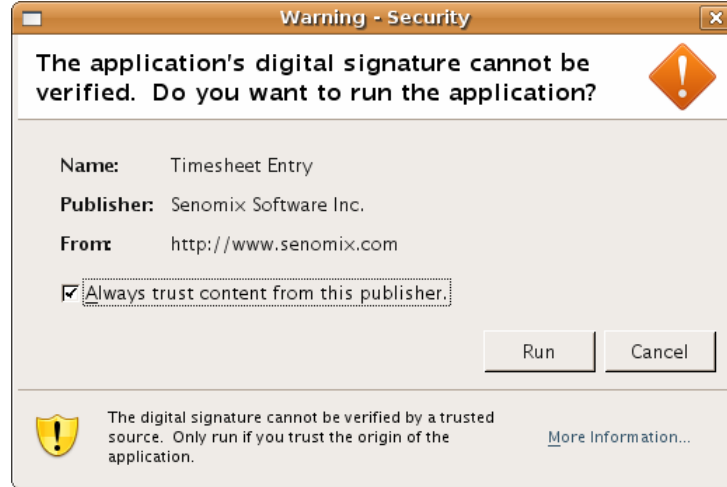 Warning - Security
The application's digital signature cannot be
verified. Do you want to run the application?
Name: Timesheet Entry
Publisher: Senomix Software Inc.
From: http://www.senomix.com
Always trust content from this publisher.
Run Cancel
The digital signature cannot be verified by a trusted
source. Only run if you trust the origin of the
application.
More Information...